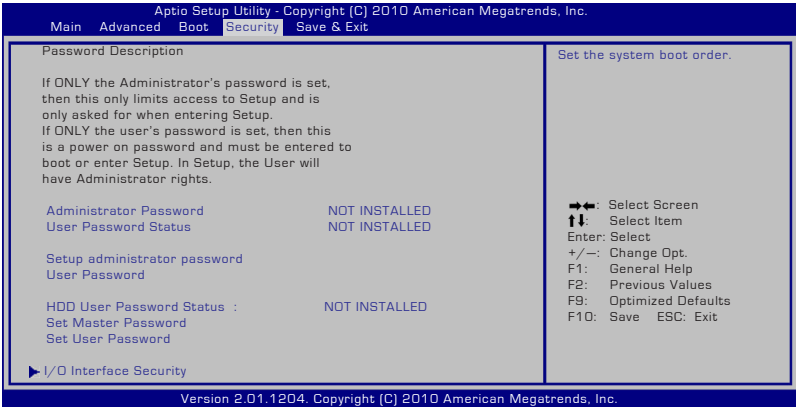 Aptio Setup Utility - Copyright (C) 2010 American Megatrends, Inc.
Main Advanced Boot Security Save & Exit
Password Description
If ONLY the Administrator's password is set,
then this only limits access to Setup and is
only asked for when entering Setup.
If ONLY the user's password is set, then this
is a power on password and must be entered to
boot or enter Setup. In Setup, the User will
have Administrator rights.
Administrator Password NOT INSTALLED
User Password Status NOT INSTALLED
Setup administrator password
User Password
HDD User Password Status : NOT INSTALLED
Set Master Password
Set User Password
I/O Interface Security
Set the system boot order.
→←: Select Screen
↑↓: Select Item
Enter: Select
+/—: Change Opt.
F1: General Help
F2: Previous Values
F9: Optimized Defaults
F10: Save ESC: Exit
Version 2.01.1204. Copyright (C) 2010 American Megatrends, Inc.